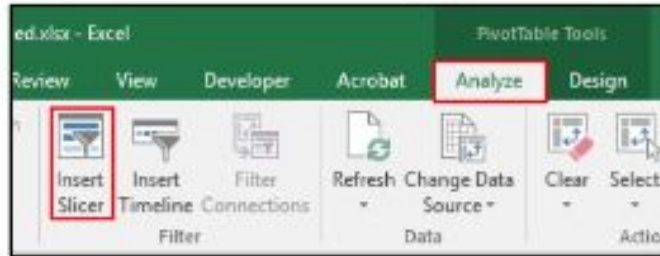 ed.xlsx - Excel
PivotTable Tools
Review View Developer Acrobat Analyze Design
Insert Slicer
Insert Timeline
Filter Connections
Refresh
Change Data Source
Clear
Select
Filter
Data
Actio